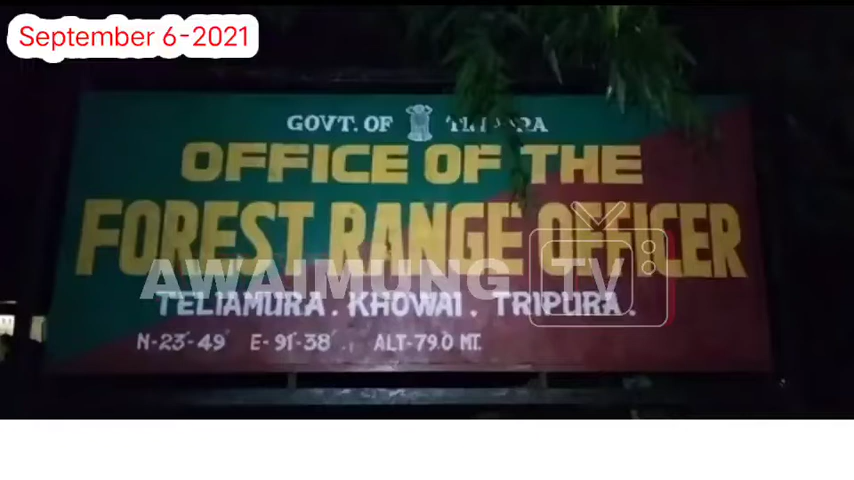 September 6-2021
GOVT. OF
OFFICE OF THE
FOREST RANGE OFFICER
AWAIMUNG TV
TELIAMURA. KHOWAI. TRIPURA.
N-23-49' E-91-38' ALT-79.0 MT.